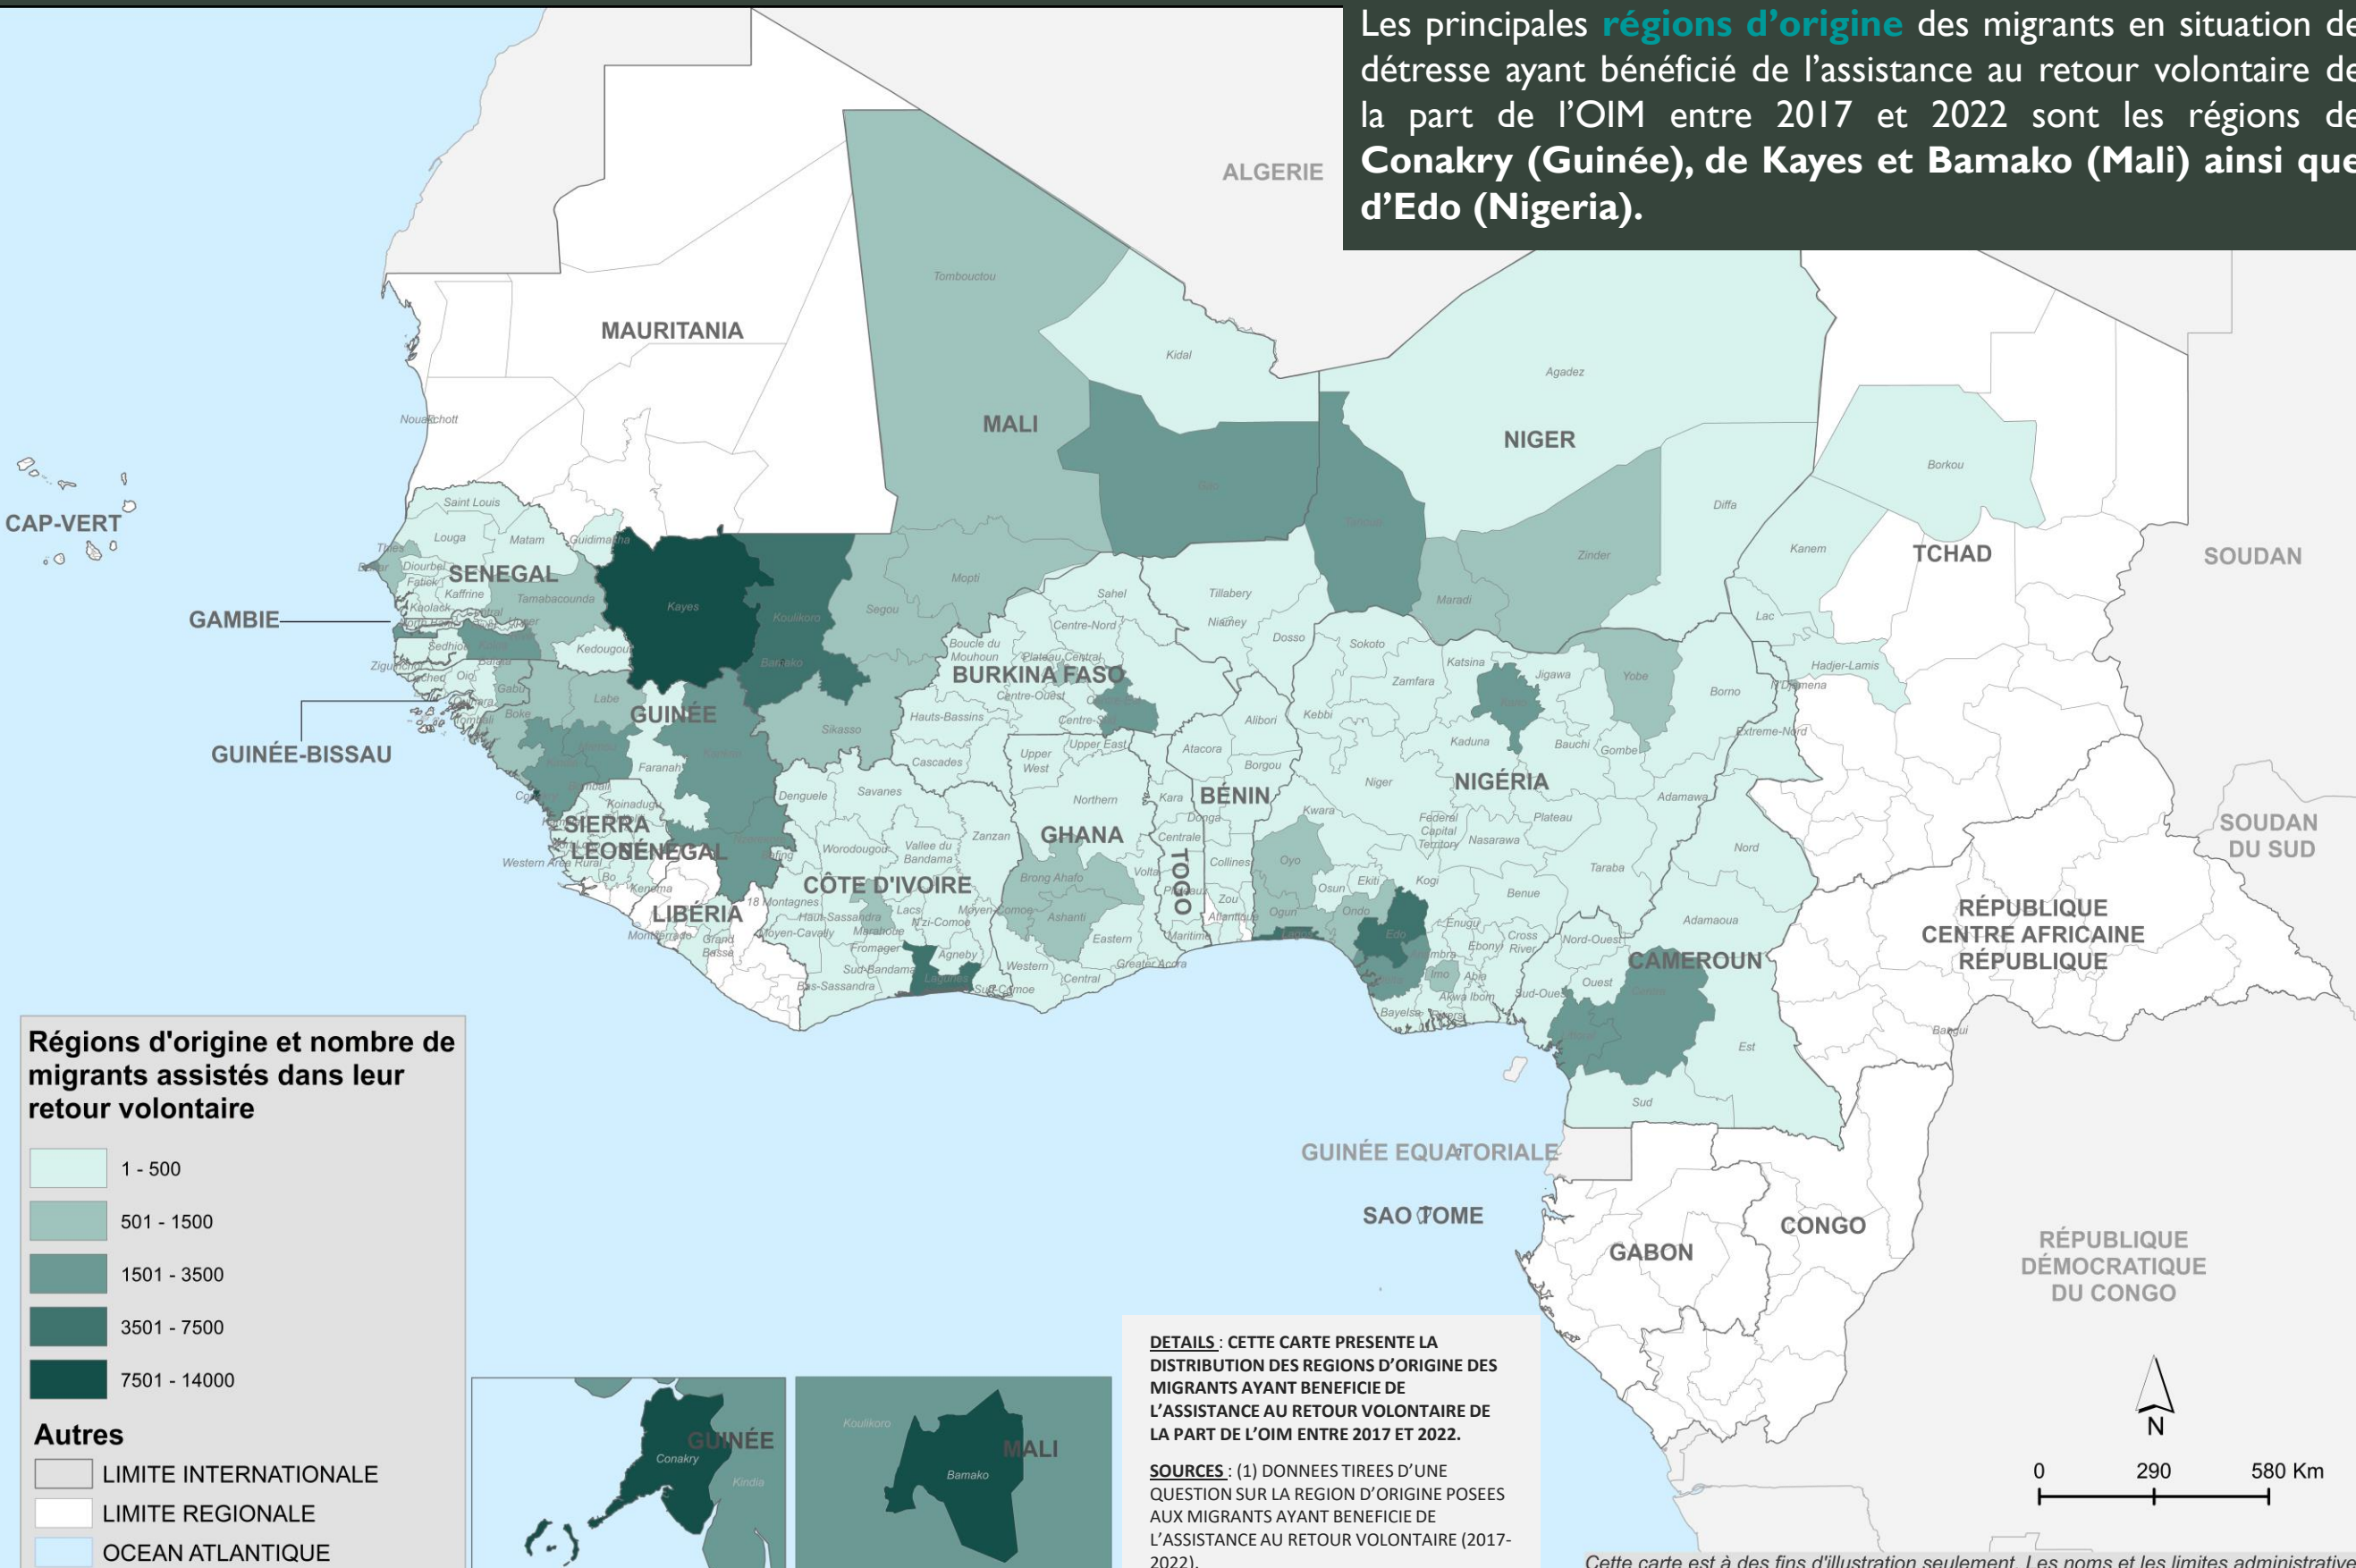 Les principales régions d'origine des migrants en situation de
détresse ayant bénéficié de l'assistance au retour volontaire de
la part de l'OIM entre 2017 et 2022 sont les régions de
Conakry (Guinée), de Kayes et Bamako (Mali) ainsi que
d'Edo (Nigeria).
ALGERIE
Tombouctou
MAURITANIA
Kidal
Agadez
MALI
NIGER
Borkou
Saint Louis
Diffa
CAP-VERT
Louga
Matam
Guidimakha
Kanem
TCHAD
SOUDAN
Zinder
Thies
Diourbel
SENEGAL
Fatick
Kaffrine
Tamabacounda
Kaolack
Kayes
Koulikoro
Segou
Mopti
Sahel
Tillabery
Maradi
GAMBIE
Centre-Nord
Niamey
Lac
Dosso
Sokoto
Sedhiou
Kedougou
Boucle du
Mouhoun
Plateau Central
Katsina
Bamako
BURKINA FASO
Zamfara
Jigawa
Yobe
Hadjer-Lamis
Gabu
Labe
Centre-Ouest
Borno
N'Djamena
GUINÉE
Boke
Hauts-Bassins
Kebbi
Alibori
Sikasso
Extreme-Nord
GUINÉE-BISSAU
Upper
West
Upper East
Atacora
Kaduna
Bauchi
Gombe
Cascades
Borgou
Faranah
Niger
NIGÉRIA
Denguele
Savanes
Northern
Kara
BÉNIN
Adamawa
Koinadugu
Kwara
Donga
Federal
Capital
Territory
Plateau
SIERRA
LEONE
SÉNÉGAL
Zanzan
GHANA
Centrale
Nasarawa
SOUDAN
DU SUD
Worodougou
Vallee du
Bandama
Nord
Western Area Rural
Collines
Oyo
Taraba
Bo
Kenema
CÔTE D'IVOIRE
Brong Ahafo
Volta
TOGO
Plateaux
Osun
Ekiti
Kogi
Benue
Zou
18 Montagnes
Haut-Sassandra
Lacs
N'zi-Comoe
Moyen-Comoe
Ashanti
Ogun
Ondo
RÉPUBLIQUE
CENTRE AFRICAINE
RÉPUBLIQUE
LIBÉRIA
Atlantique
Adamaoua
Enugu
Montserrado
Grand
Bassa
Moyen-Cavally
Marahoue
Fromager
Eastern
Maritime
Lagos
Edo
Ebonyi
Cross
River
Nord-Ouest
Agneby
CAMEROUN
Sud-Bandama
Western
Greater Accra
Central
Imo
Abia
Ouest
Bas-Sassandra
Lagunes
Sud-Comoe
Akwa Ibom
Sud-Ouest
Bayelsa
Rivers
Bangui
Est
Sud
GUINÉE EQUATORIALE
SAO TOME
GABON
CONGO
RÉPUBLIQUE
DÉMOCRATIQUE
DU CONGO
Régions d'origine et nombre de
migrants assistés dans leur
retour volontaire
1 - 500
501 - 1500
1501 - 3500
3501 - 7500
7501 - 14000
Autres
LIMITE INTERNATIONALE
LIMITE REGIONALE
OCEAN ATLANTIQUE
GUINÉE
Conakry
Kindia
Koulikoro
MALI
Bamako
DETAILS : CETTE CARTE PRESENTE LA
DISTRIBUTION DES REGIONS D'ORIGINE DES
MIGRANTS AYANT BENEFICIE DE
L'ASSISTANCE AU RETOUR VOLONTAIRE DE
LA PART DE L'OIM ENTRE 2017 ET 2022.
SOURCES : (1) DONNEES TIREES D'UNE
QUESTION SUR LA REGION D'ORIGINE POSEES
AUX MIGRANTS AYANT BENEFICIE DE
L'ASSISTANCE AU RETOUR VOLONTAIRE (2017-
2022).
N
0 290 580 Km
Cette carte est à des fins d'illustration seulement. Les noms et les limites administrative